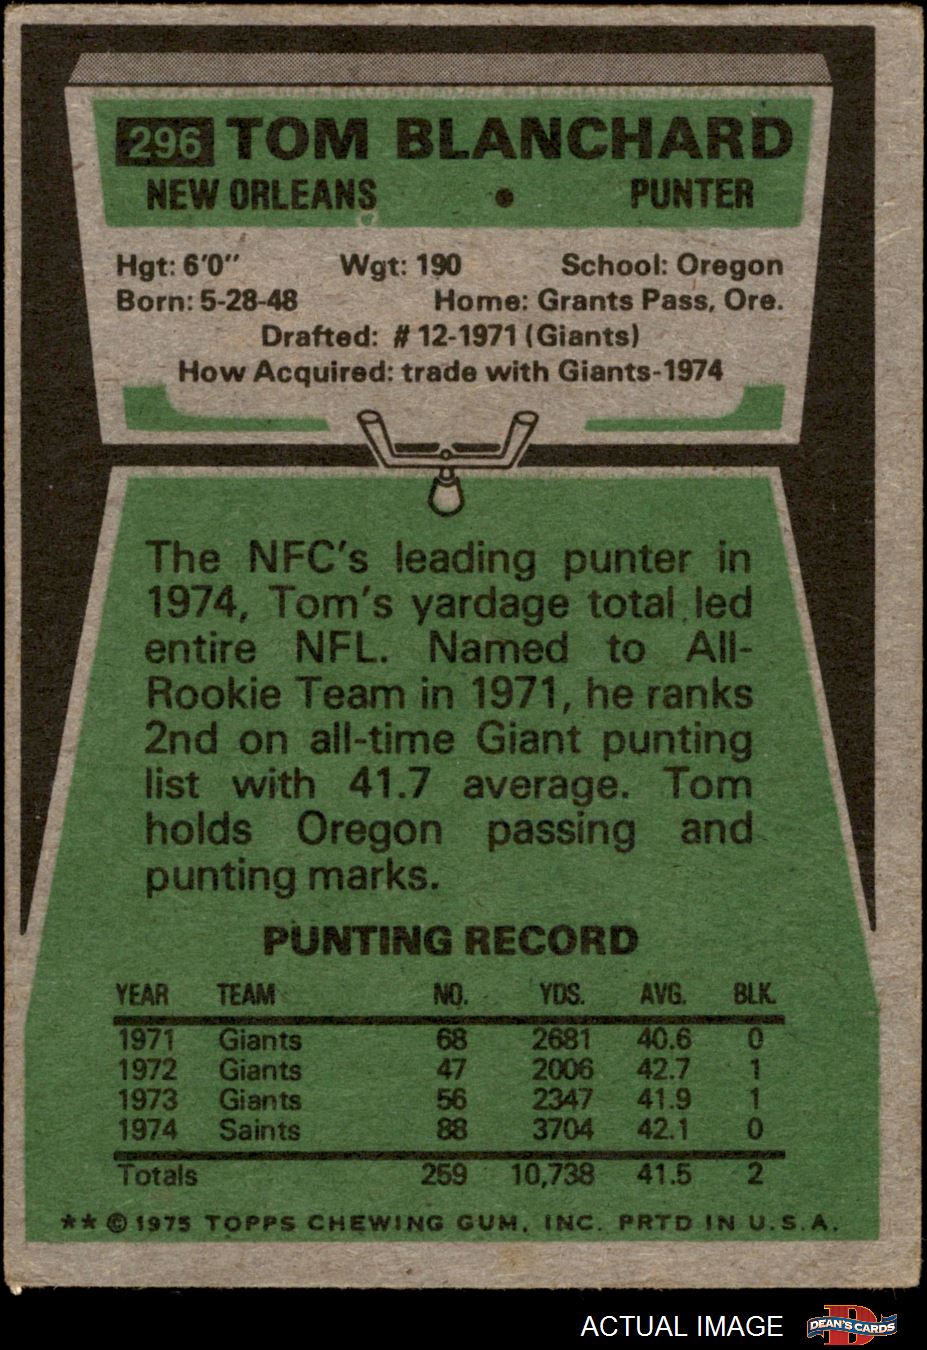 296 TOM BLANCHARD
NEW ORLEANS • PUNTER
Hgt: 6'0" Wgt: 190 School: Oregon
Born: 5-28-48 Home: Grants Pass, Ore.
Drafted: # 12-1971 (Giants)
How Acquired: trade with Giants-1974
The NFC's leading punter in
1974, Tom's yardage total led
entire NFL. Named to All-
Rookie Team in 1971, he ranks
2nd on all-time Giant punting
list with 41.7 average. Tom
holds Oregon passing and
punting marks.
PUNTING RECORD
YEAR TEAM NO. YDS. AVG. BLK.
1971 Giants 68 2681 40.6 0
1972 Giants 47 2006 42.7 1
1973 Giants 56 2347 41.9 1
1974 Saints 88 3704 42.1 0
Totals 259 10,738 41.5 2
** © 1975 TOPPS CHEWING GUM, INC. PRTD IN U.S.A.
ACTUAL IMAGE D DEAN'S CARDS